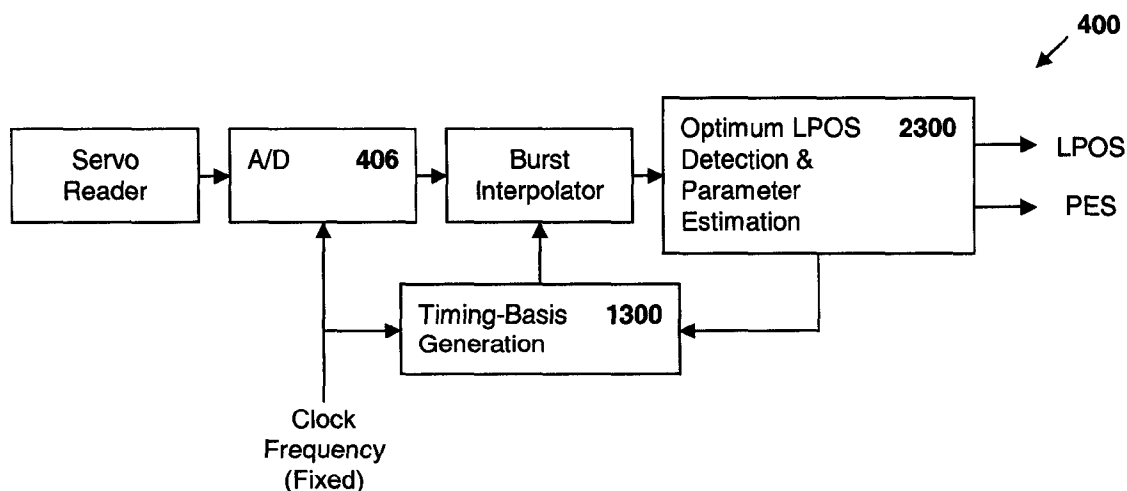 400
Servo
Reader
A/D 406
Burst
Interpolator
Optimum LPOS 2300
Detection &
Parameter
Estimation
LPOS
PES
Timing-Basis 1300
Generation
Clock
Frequency
(Fixed)